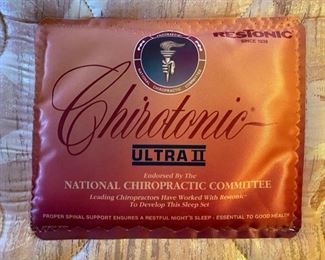 RESTONIC
SINCE 1938
Chirotonic®
ULTRA II
Endorsed By The
NATIONAL CHIROPRACTIC COMMITTEE
Leading Chiropractors Have Worked With Restonic
To Develop This Sleep Set
PROPER SPINAL SUPPORT ENSURES A RESTFUL NIGHT'S SLEEP - ESSENTIAL TO GOOD HEALTH